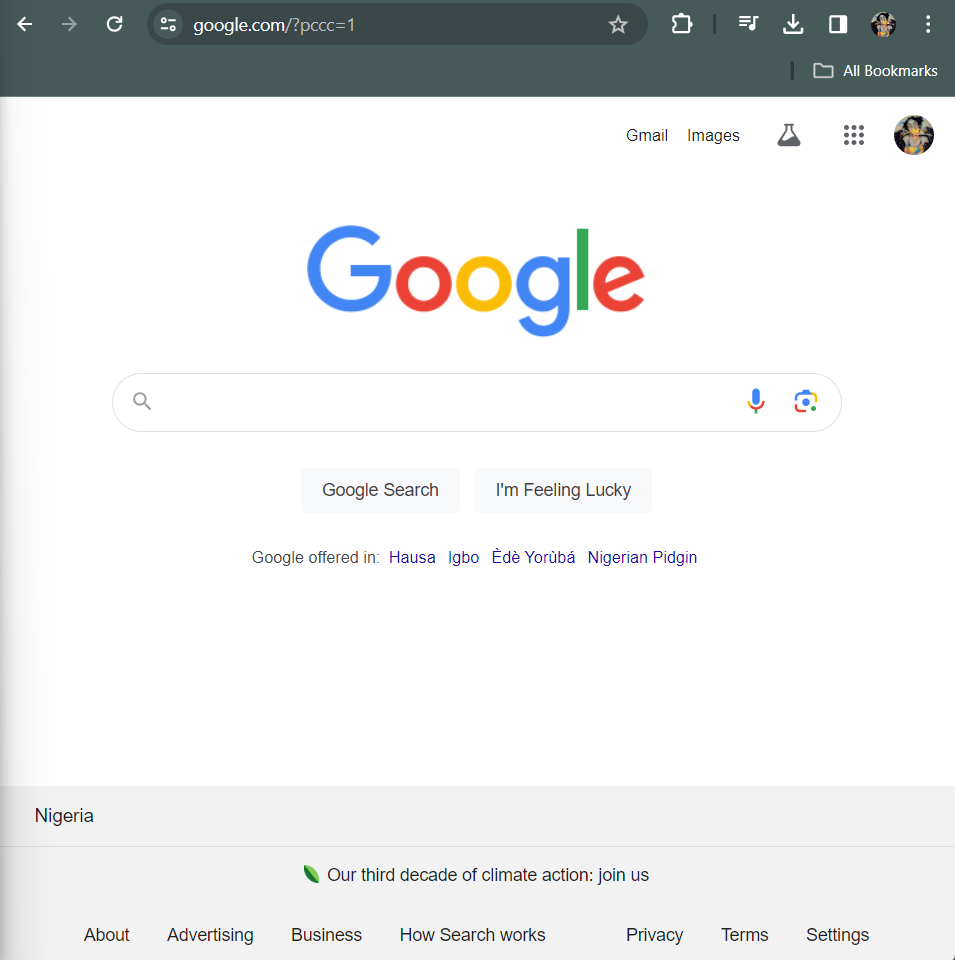 google.com/?pccc=1
All Bookmarks
Gmail Images
Google
Google Search I'm Feeling Lucky
Google offered in: Hausa Igbo Èdè Yorùbá Nigerian Pidgin
Nigeria
Our third decade of climate action: join us
About Advertising Business How Search works Privacy Terms Settings